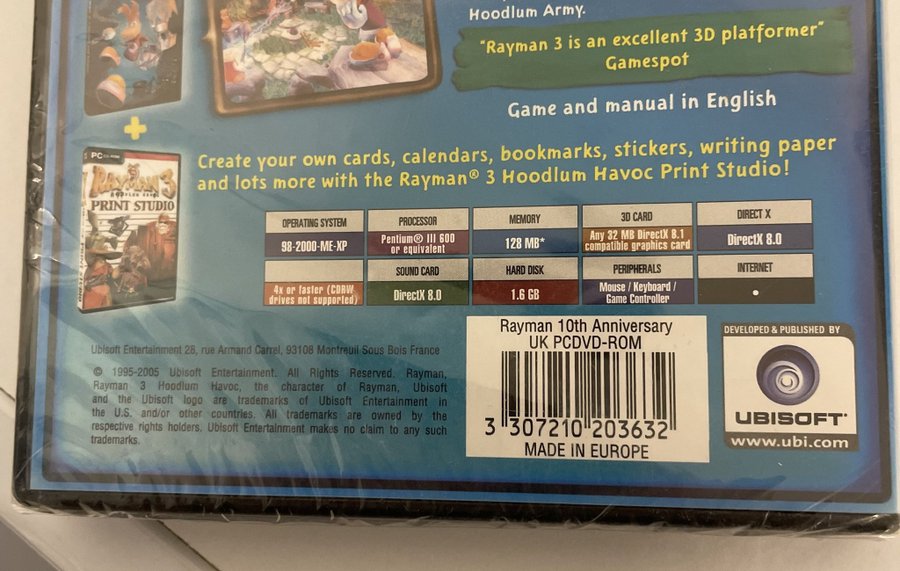 Hoodlum Army.
"Rayman 3 is an excellent 3D platformer"
Gamespot
Game and manual in English
+
PC
RAYMAN 3
PRINT STUDIO
Create your own cards, calendars, bookmarks, stickers, writing paper
and lots more with the Rayman® 3 Hoodlum Havoc Print Studio!
OPERATING SYSTEM
98-2000-ME-XP
PROCESSOR
Pentium® III 600
or equivalent
MEMORY
128 MB*
3D CARD
Any 32 MB DirectX 8.1
compatible graphics card
DIRECT X
DirectX 8.0
4x or faster (CDRW
drives not supported)
SOUND CARD
DirectX 8.0
HARD DISK
1.6 GB
PERIPHERALS
Mouse / Keyboard /
Game Controller
INTERNET
•
Ubisoft Entertainment 28, rue Armand Carrel, 93108 Montreuil Sous Bois France
© 1995-2005 Ubisoft Entertainment. All Rights Reserved. Rayman,
Rayman 3 Hoodlum Havoc, the character of Rayman, Ubisoft
and the Ubisoft logo are trademarks of Ubisoft Entertainment in
the U.S. and/or other countries. All trademarks are owned by the
respective rights holders. Ubisoft Entertainment makes no claim to any such
trademarks.
Rayman 10th Anniversary
UK PCDVD-ROM
3 307210 203632
MADE IN EUROPE
DEVELOPED & PUBLISHED BY
UBISOFT
www.ubi.com